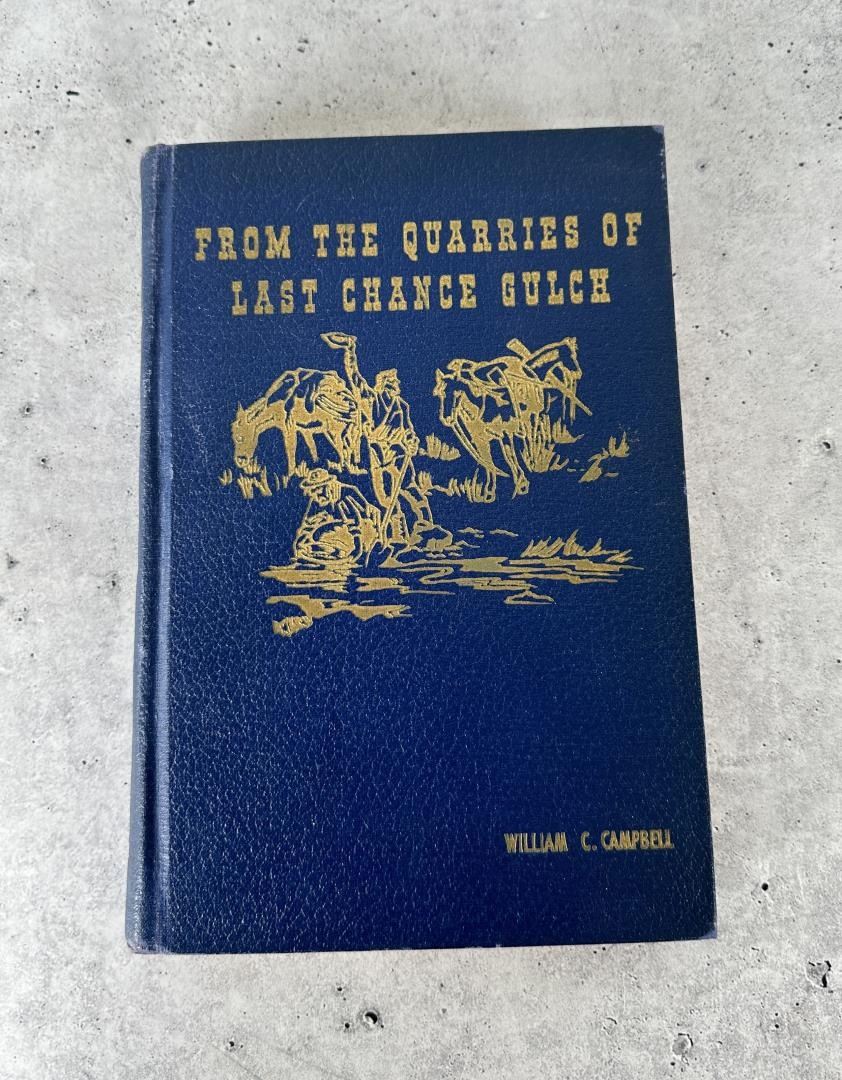 FROM THE QUARRIES OF
LAST CHANCE GULCH
WILLIAM C. CAMPBELL